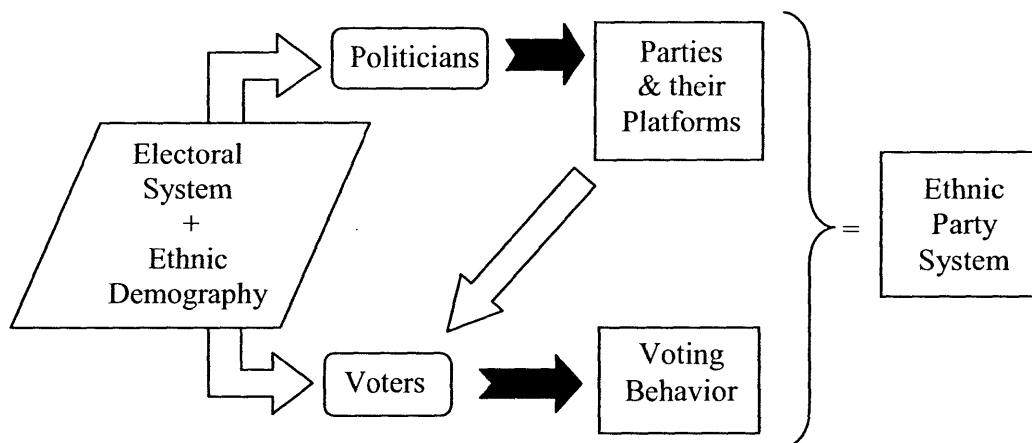 Politicians
Parties
& their
Platforms
Electoral
System
+
Ethnic
Demography
=
Ethnic
Party
System
Voters
Voting
Behavior